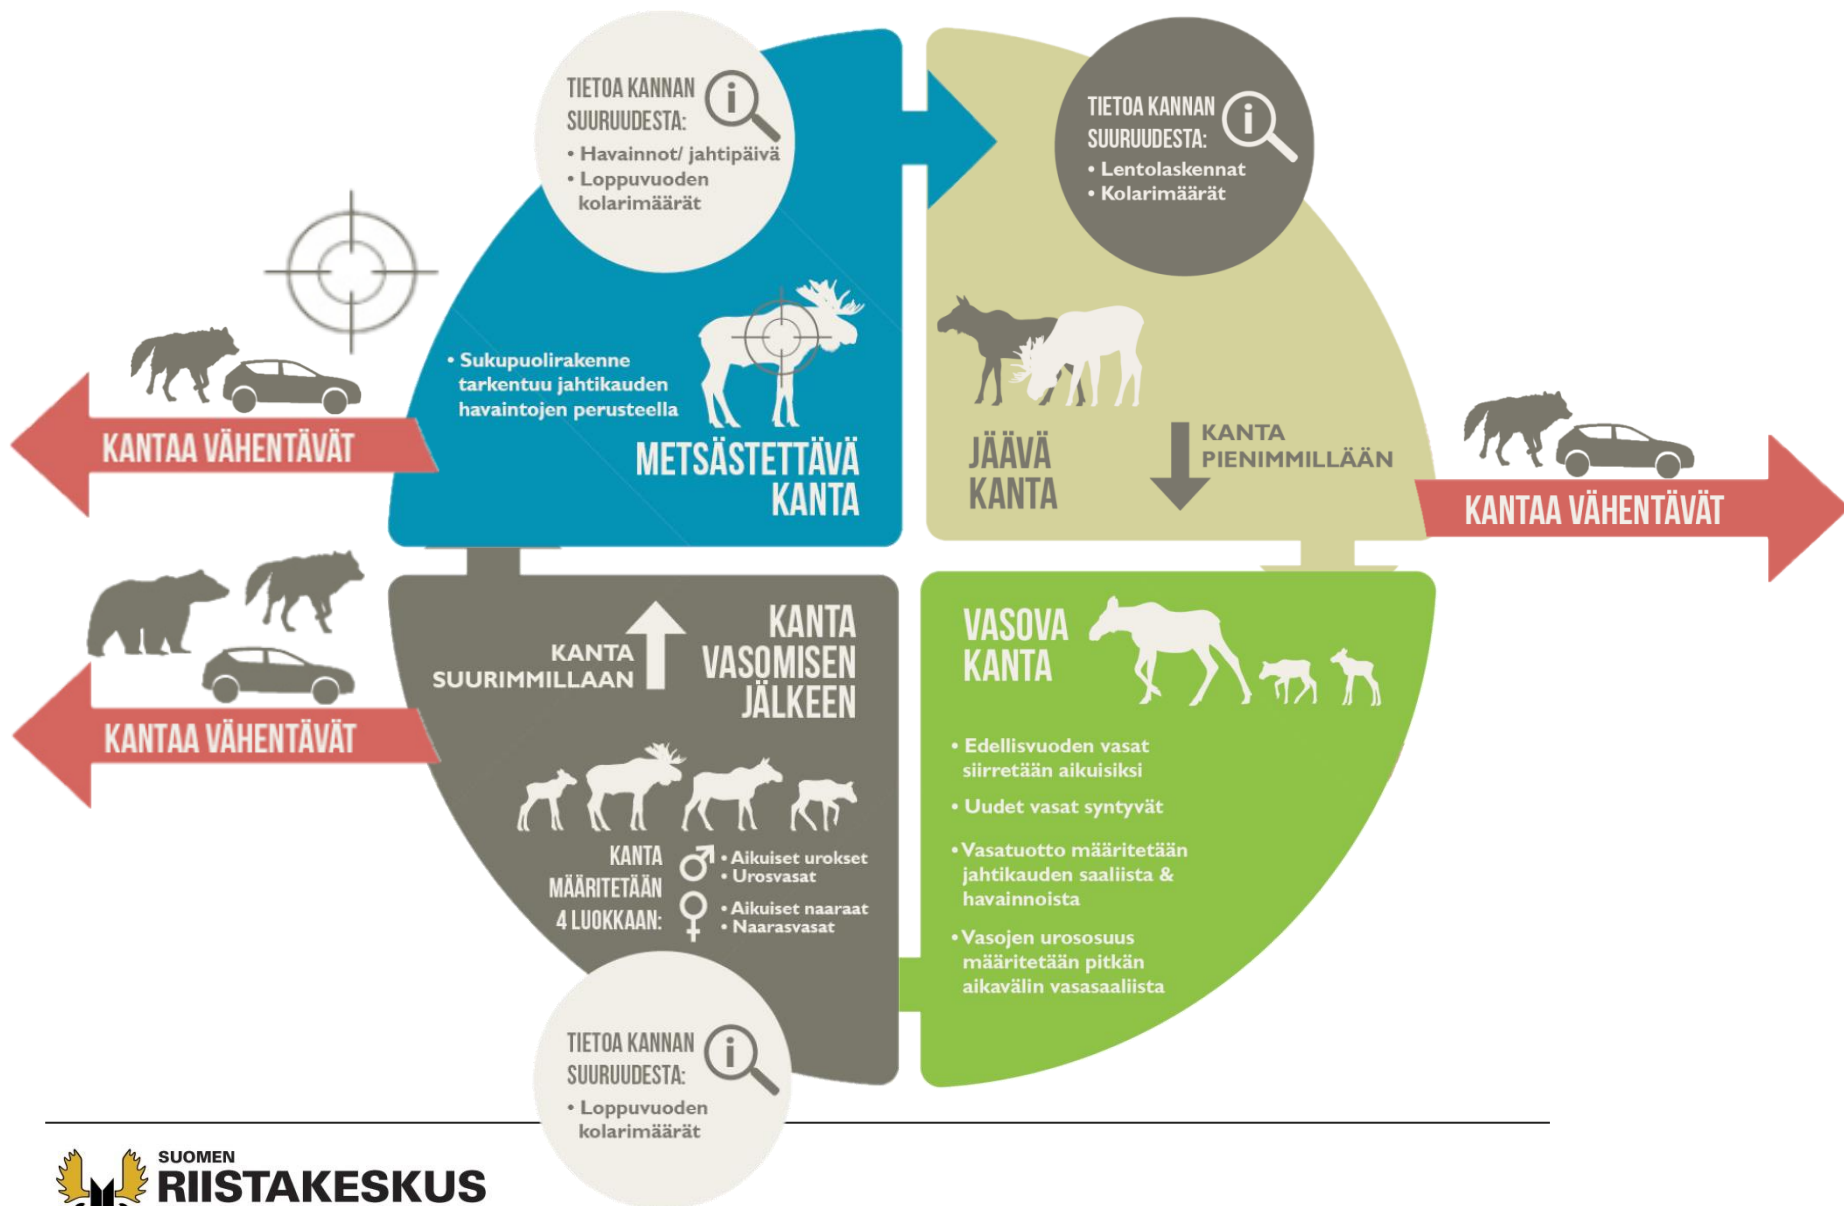 TIETOA KANNAN
SUURUUDESTA:
• Havainnot/ jahtipäivä
• Loppuvuoden
kolarimäärät
TIETOA KANNAN
SUURUUDESTA:
• Lentolaskennat
• Kolarimäärät
• Sukupuolirakenne
tarkentuu jahtikauden
havaintojen perusteella
METSÄSTETTÄVÄ
KANTA
KANTAA VÄHENTÄVÄT
JÄÄVÄ
KANTA
KANTA
PIENIMMILLÄÄN
KANTAA VÄHENTÄVÄT
KANTA
SUURIMMILLAAN
KANTA
VASOMISEN
JÄLKEEN
KANTAA VÄHENTÄVÄT
KANTA
MÄÄRITETÄÄN
4 LUOKKAAN:
• Aikuiset urokset
• Urosvasat
• Aikuiset naaraat
• Naarasvasat
VASOVA
KANTA
• Edellisvuoden vasat
siirretään aikuisiksi
• Uudet vasat syntyvät
• Vasatuotto määritetään
jahtikauden saaliista &
havainnoista
• Vasojen urososuus
määritetään pitkän
aikavälin vasasaaliista
TIETOA KANNAN
SUURUUDESTA:
• Loppuvuoden
kolarimäärät
SUOMEN
RIISTAKESKUS